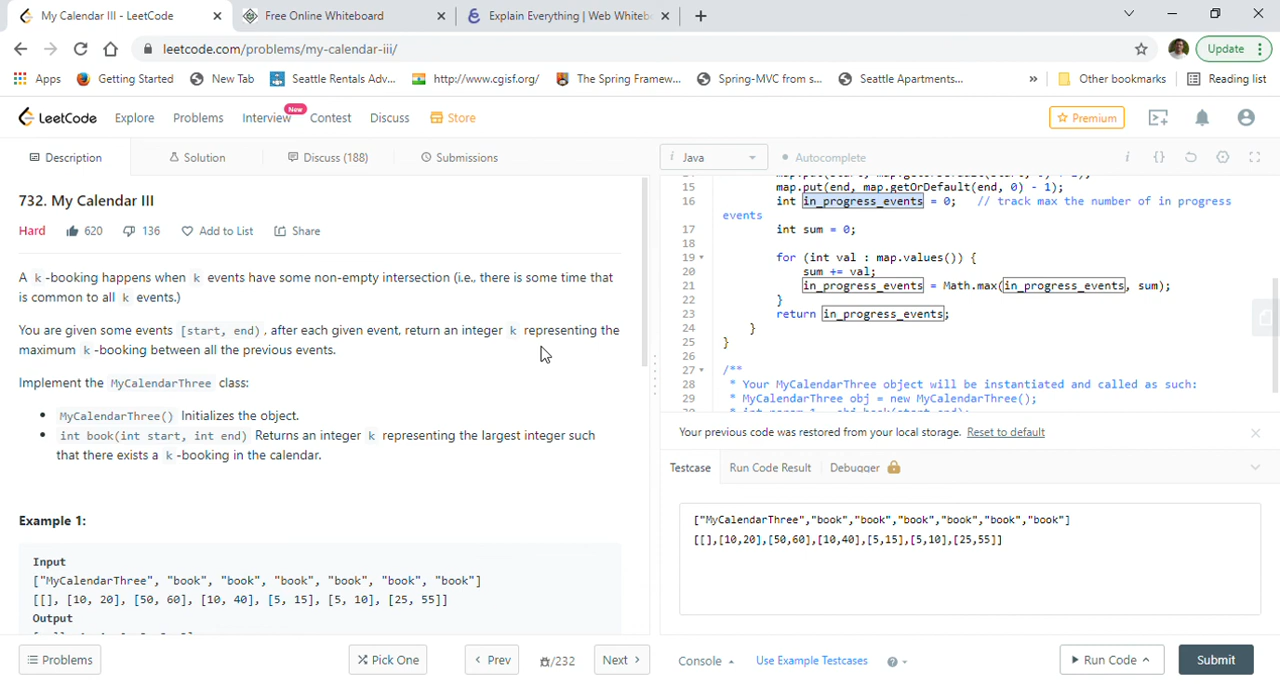 My Calendar III - LeetCode
Free Online Whiteboard
Explain Everything | Web Whiteb
leetcode.com/problems/my-calendar-iii/
Update
Apps Getting Started New Tab Seattle Rentals Adv... http://www.cgisf.org/ The Spring Framew... Spring-MVC from s... Seattle Apartments... » Other bookmarks Reading list
LeetCode Explore Problems Interview New Contest Discuss Store Premium
Description Solution Discuss (188) Submissions
i Java Autocomplete
732. My Calendar III
Hard 620 136 Add to List Share
A k -booking happens when k events have some non-empty intersection (i.e., there is some time that
is common to all k events.)
You are given some events [start, end), after each given event, return an integer k representing the
maximum k -booking between all the previous events.
Implement the MyCalendarThree class:
• MyCalendarThree() Initializes the object.
• int book(int start, int end) Returns an integer k representing the largest integer such
that there exists a k -booking in the calendar.
Example 1:
Input
["MyCalendarThree", "book", "book", "book", "book", "book", "book"]
[[], [10, 20], [50, 60], [10, 40], [5, 15], [5, 10], [25, 55]]
Output
15 map.put(end, map.getOrDefault(end, 0) - 1);
16 int in_progress_events = 0; // track max the number of in progress
events
17 int sum = 0;
18
19 for (int val : map.values()) {
20 sum += val;
21 in_progress_events = Math.max(in_progress_events, sum);
22 }
23 return in_progress_events;
24 }
25 }
26
27 /**
28 * Your MyCalendarThree object will be instantiated and called as such:
29 * MyCalendarThree obj = new MyCalendarThree();
Your previous code was restored from your local storage. Reset to default
Testcase Run Code Result Debugger
["MyCalendarThree","book","book","book","book","book","book"]
[[],[10,20],[50,60],[10,40],[5,15],[5,10],[25,55]]
Problems Pick One Prev /232 Next
Console Use Example Testcases Run Code Submit